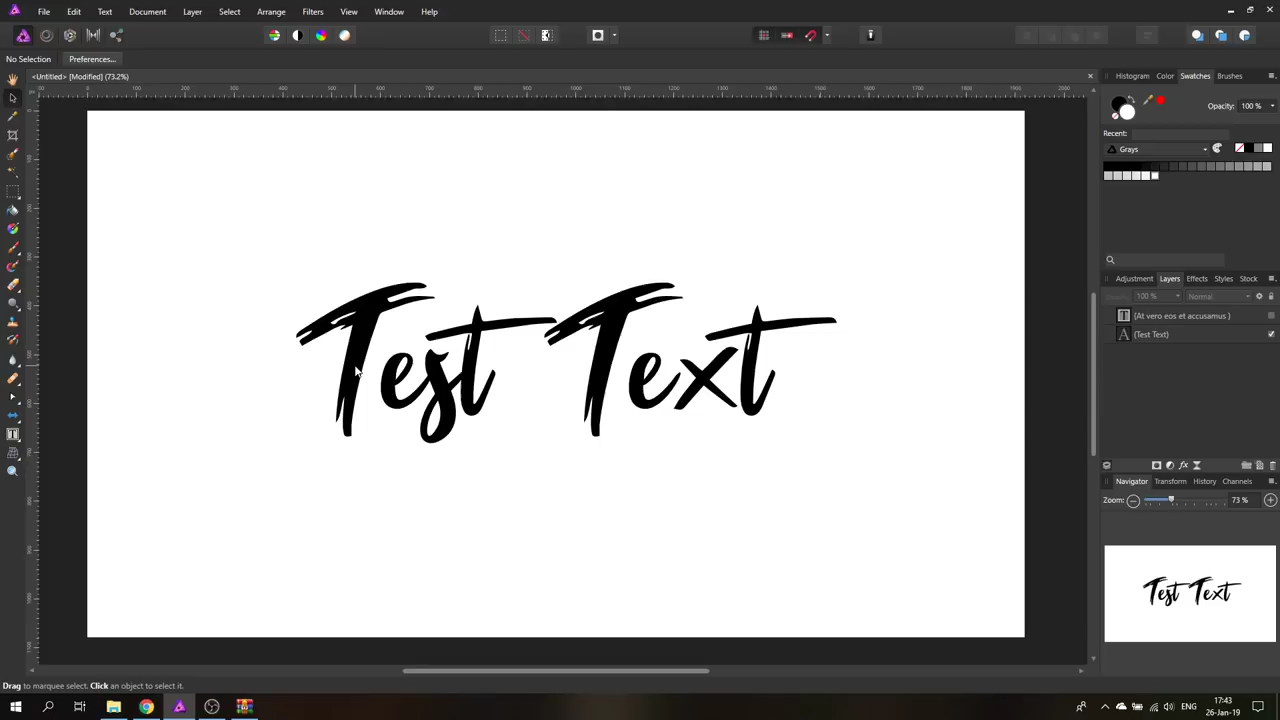 File Edit Text Document Layer Select Arrange Filters View Window Help
No Selection Preferences...
<Untitled> [Modified] (73.2%)
Histogram Color Swatches Brushes
Opacity: 100 %
Recent:
Grays
Test Text
Adjustment Layers Effects Styles Stock
Opacity: 100 % Normal
(At vero eos et accusamus )
(Test Text)
Navigator Transform History Channels
Zoom: 73 %
Test Text
Drag to marquee select. Click an object to select it.
ENG
17:43
26-Jan-19